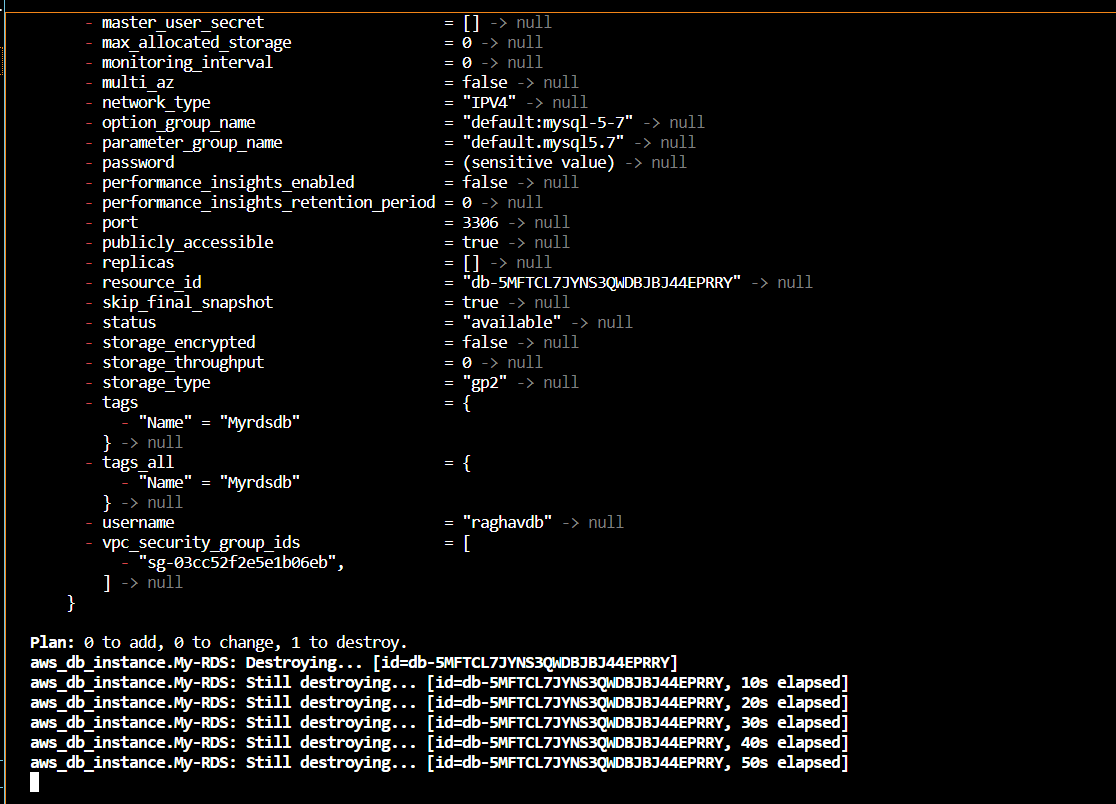 - master_user_secret = [] -> null
- max_allocated_storage = 0 -> null
- monitoring_interval = 0 -> null
- multi_az = false -> null
- network_type = "IPV4" -> null
- option_group_name = "default:mysql-5-7" -> null
- parameter_group_name = "default.mysql5.7" -> null
- password = (sensitive value) -> null
- performance_insights_enabled = false -> null
- performance_insights_retention_period = 0 -> null
- port = 3306 -> null
- publicly_accessible = true -> null
- replicas = [] -> null
- resource_id = "db-5MFTCL7JYNS3QWDBJBJ44EPRRY" -> null
- skip_final_snapshot = true -> null
- status = "available" -> null
- storage_encrypted = false -> null
- storage_throughput = 0 -> null
- storage_type = "gp2" -> null
- tags = {
- "Name" = "Myrdsdb"
} -> null
- tags_all = {
- "Name" = "Myrdsdb"
} -> null
- username = "raghavdb" -> null
- vpc_security_group_ids = [
- "sg-03cc52f2e5e1b06eb",
] -> null
}
Plan: 0 to add, 0 to change, 1 to destroy.
aws_db_instance.My-RDS: Destroying... [id=db-5MFTCL7JYNS3QWDBJBJ44EPRRY]
aws_db_instance.My-RDS: Still destroying... [id=db-5MFTCL7JYNS3QWDBJBJ44EPRRY, 10s elapsed]
aws_db_instance.My-RDS: Still destroying... [id=db-5MFTCL7JYNS3QWDBJBJ44EPRRY, 20s elapsed]
aws_db_instance.My-RDS: Still destroying... [id=db-5MFTCL7JYNS3QWDBJBJ44EPRRY, 30s elapsed]
aws_db_instance.My-RDS: Still destroying... [id=db-5MFTCL7JYNS3QWDBJBJ44EPRRY, 40s elapsed]
aws_db_instance.My-RDS: Still destroying... [id=db-5MFTCL7JYNS3QWDBJBJ44EPRRY, 50s elapsed]